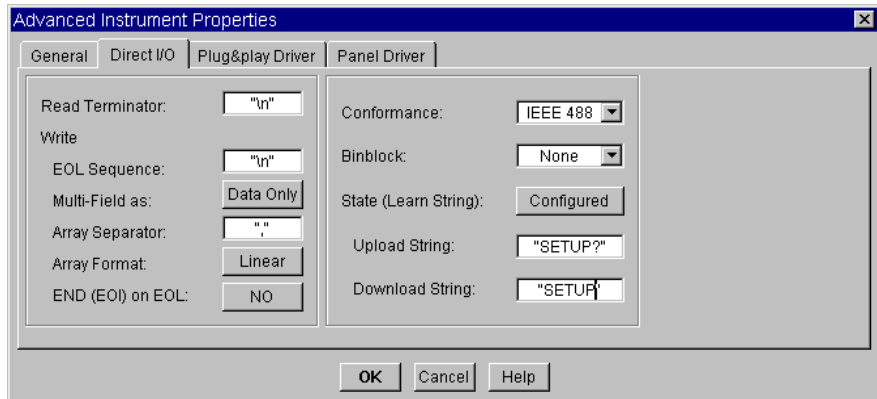 Advanced Instrument Properties
General Direct I/O Plug&play Driver Panel Driver
Read Terminator: "\n"
Write
EOL Sequence: "\n"
Multi-Field as: Data Only
Array Separator: ","
Array Format: Linear
END (EOI) on EOL: NO
Conformance: IEEE 488
Binblock: None
State (Learn String): Configured
Upload String: "SETUP?"
Download String: "SETUP"
OK Cancel Help